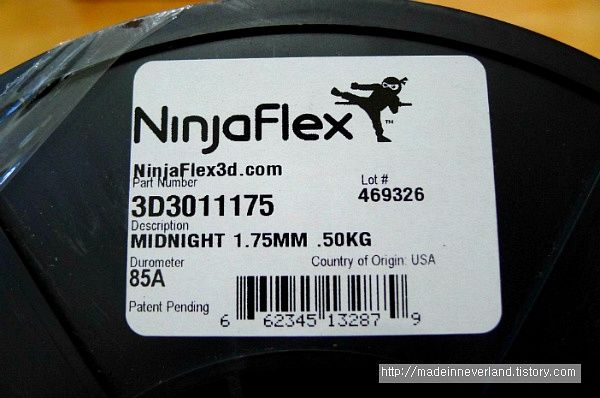 NinjaFlex™
NinjaFlex3d.com
Part Number
3D3011175
Lot #
469326
Description
MIDNIGHT 1.75MM .50KG
Durometer
85A
Country of Origin: USA
Patent Pending
6 62345 13287 9
http://madeinneverland.tistory.com